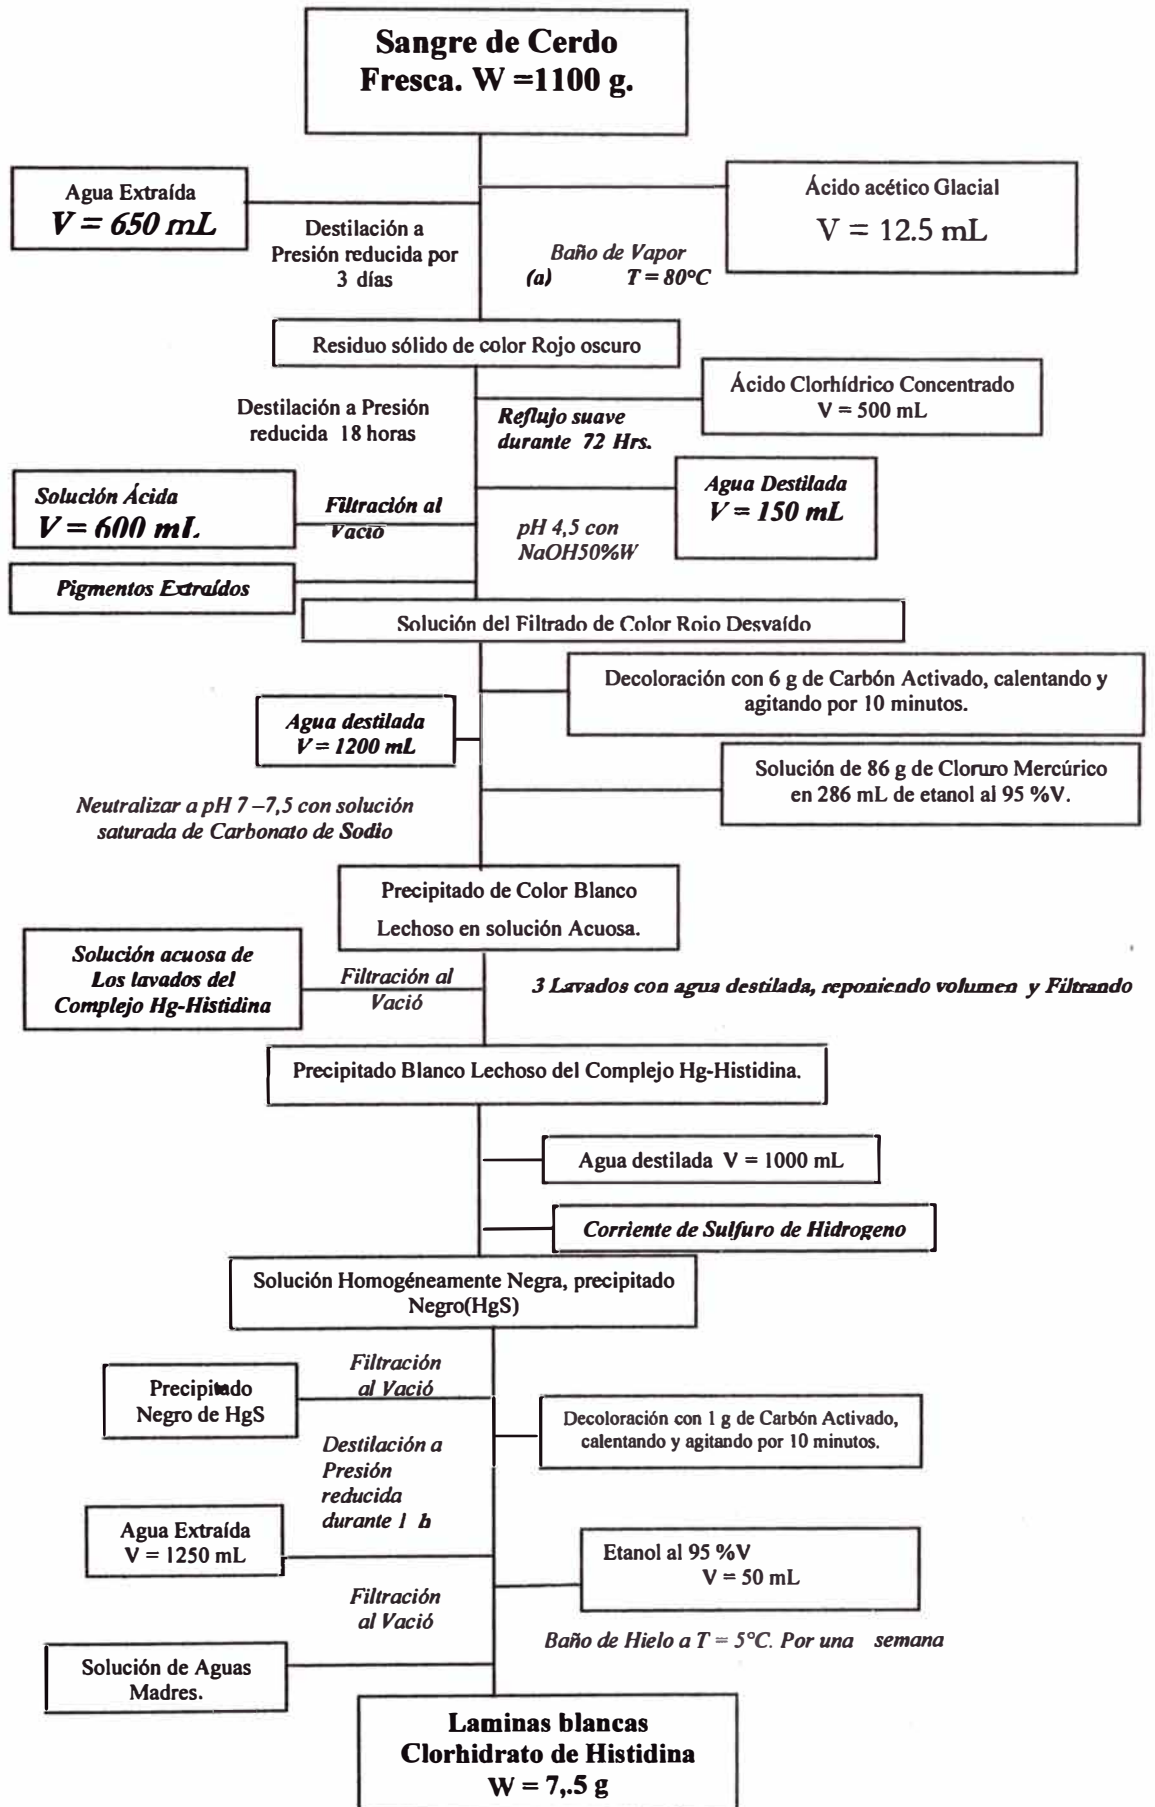 Sangre de Cerdo
Fresca. W =1100 g.
Agua Extraída
V = 650 mL
Ácido acético Glacial
V = 12.5 mL
Destilación a
Presión reducida por
3 días
Baño de Vapor
(a) T = 80°C
Residuo sólido de color Rojo oscuro
Ácido Clorhídrico Concentrado
V = 500 mL
Destilación a Presión
reducida 18 horas
Reflujo suave
durante 72 Hrs.
Solución Ácida
V = 600 mL
Filtración al
Vació
Agua Destilada
V = 150 mL
pH 4,5 con
NaOH50%W
Pigmentos Extraídos
Solución del Filtrado de Color Rojo Desvaído
Decoloración con 6 g de Carbón Activado, calentando y
agitando por 10 minutos.
Agua destilada
V = 1200 mL
Solución de 86 g de Cloruro Mercúrico
en 286 mL de etanol al 95 %V.
Neutralizar a pH 7 –7,5 con solución
saturada de Carbonato de Sodio
Precipitado de Color Blanco
Lechoso en solución Acuosa.
Solución acuosa de
Los lavados del
Complejo Hg-Histidina
Filtración al
Vació
3 Lavados con agua destilada, reponiendo volumen y Filtrando
Precipitado Blanco Lechoso del Complejo Hg-Histidina.
Agua destilada V = 1000 mL
Corriente de Sulfuro de Hidrogeno
Solución Homogéneamente Negra, precipitado
Negro(HgS)
Filtración
al Vació
Precipitado
Negro de HgS
Decoloración con 1 g de Carbón Activado,
calentando y agitando por 10 minutos.
Destilación a
Presión
reducida
durante 1 h
Agua Extraída
V = 1250 mL
Etanol al 95 %V
V = 50 mL
Filtración
al Vació
Baño de Hielo a T = 5°C. Por una semana
Solución de Aguas
Madres.
Laminas blancas
Clorhidrato de Histidina
W = 7,.5 g